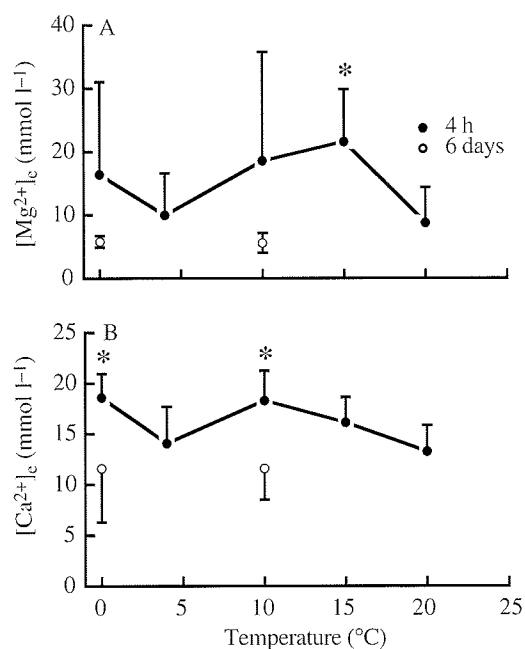 A
40
30
20
10
0
[Mg²⁺]ₑ (mmol l⁻¹)
*
4 h
6 days
B
25
20
15
10
5
0
[Ca²⁺]ₑ (mmol l⁻¹)
* *
0 5 10 15 20 25
Temperature (°C)